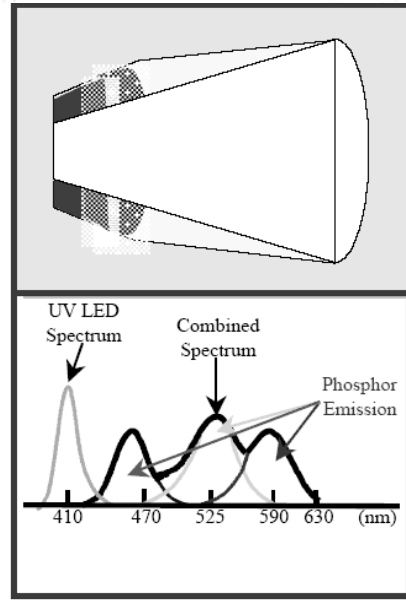 UV LED
Spectrum
Combined
Spectrum
Phosphor
Emission
410 470 525 590 630 (nm)